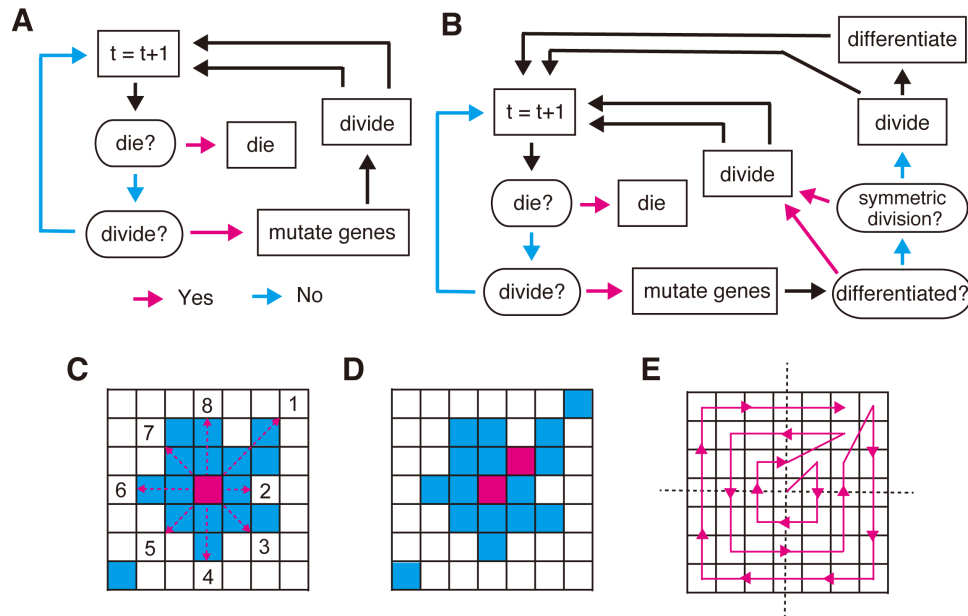 A
t = t+1
die?
die
divide
divide?
mutate genes
Yes
No
B
differentiate
t = t+1
divide
divide
die?
die
symmetric
division?
divide?
mutate genes
differentiated?
C
8
1
7
6
2
5
3
4
D
E